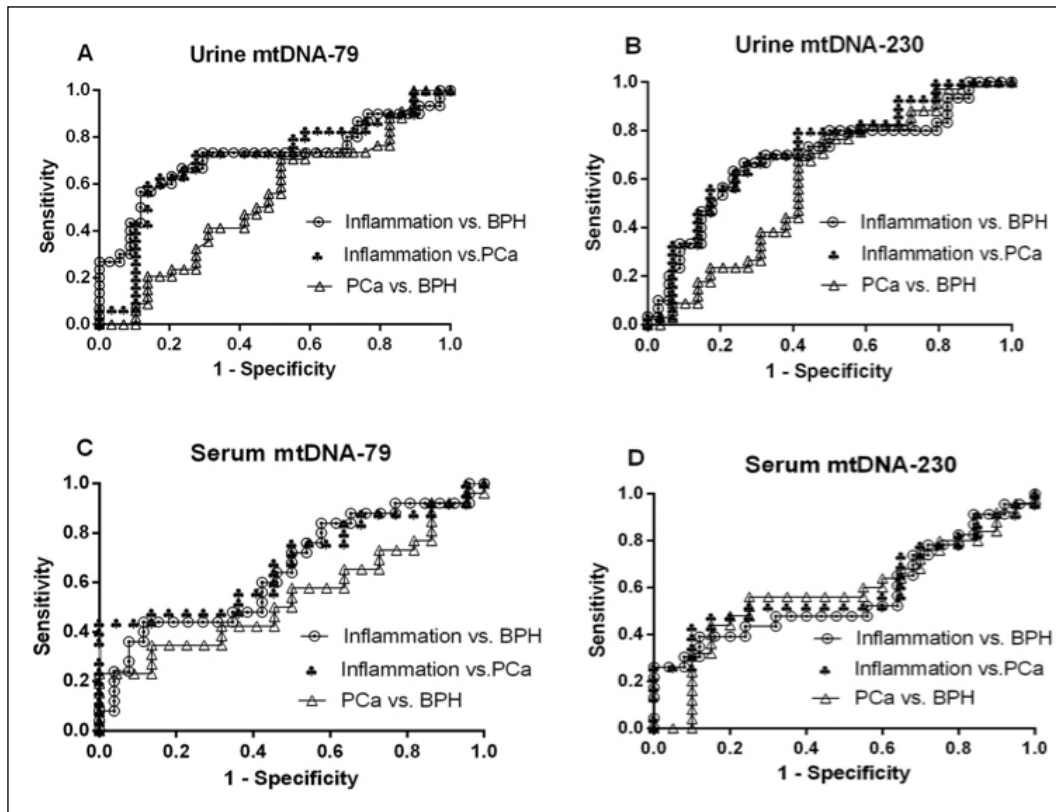 A
Urine mtDNA-79
Sensitivity
1.0
0.8
0.6
0.4
0.2
0.0
Inflammation vs. BPH
Inflammation vs.PCa
PCa vs. BPH
0.0 0.2 0.4 0.6 0.8 1.0
1 - Specificity
B
Urine mtDNA-230
Sensitivity
1.0
0.8
0.6
0.4
0.2
0.0
Inflammation vs. BPH
Inflammation vs.PCa
PCa vs. BPH
0.0 0.2 0.4 0.6 0.8 1.0
1 - Specificity
C
Serum mtDNA-79
Sensitivity
1.0
0.8
0.6
0.4
0.2
0.0
Inflammation vs. BPH
Inflammation vs.PCa
PCa vs. BPH
0.0 0.2 0.4 0.6 0.8 1.0
1 - Specificity
D
Serum mtDNA-230
Sensitivity
1.0
0.8
0.6
0.4
0.2
0.0
Inflammation vs. BPH
Inflammation vs.PCa
PCa vs. BPH
0.0 0.2 0.4 0.6 0.8 1.0
1 - Specificity